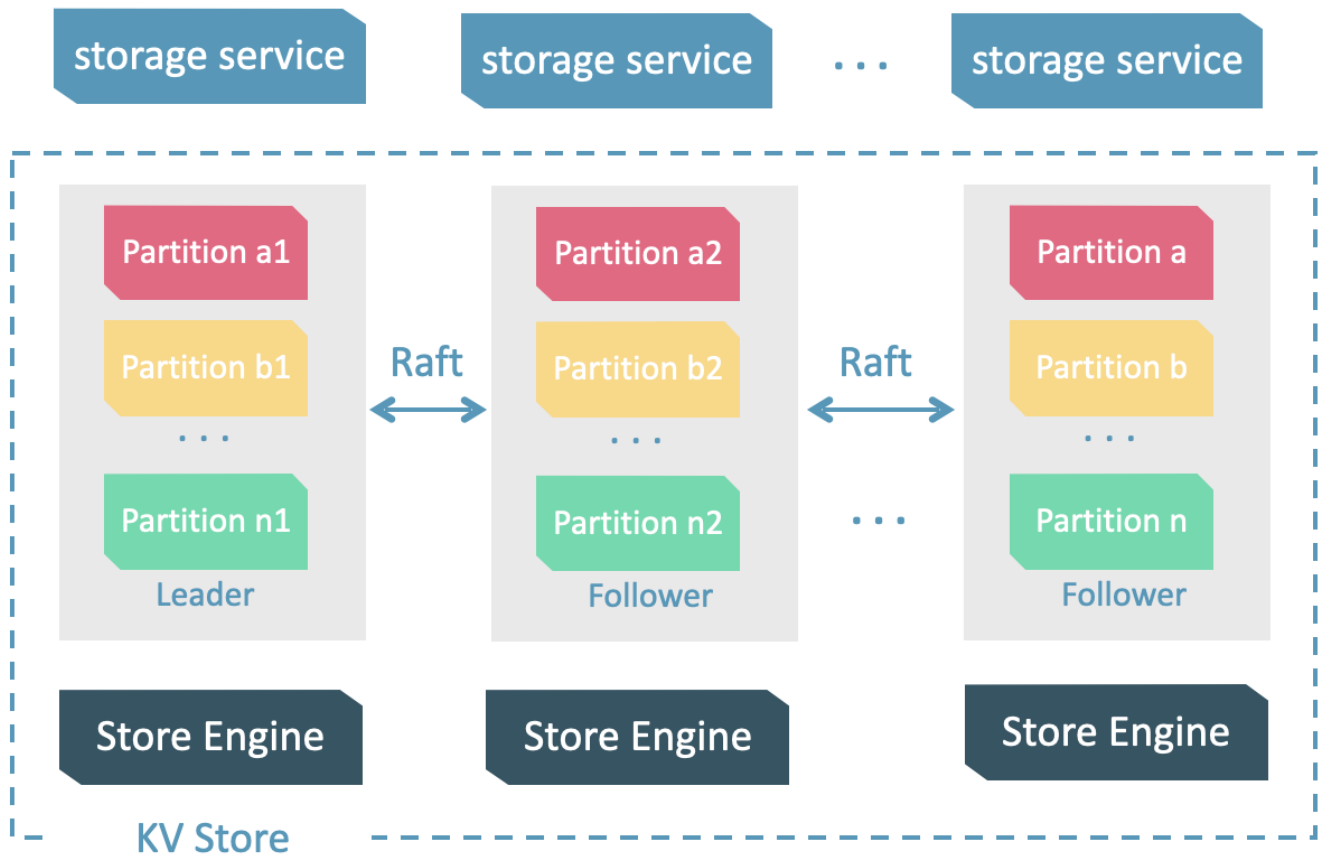 storage service
storage service
...
storage service
Partition a1
Partition a2
Partition a
Partition b1
Raft
Partition b2
Raft
Partition b
...
...
...
Partition n1
Partition n2
...
Partition n
Leader
Follower
Follower
Store Engine
Store Engine
Store Engine
KV Store